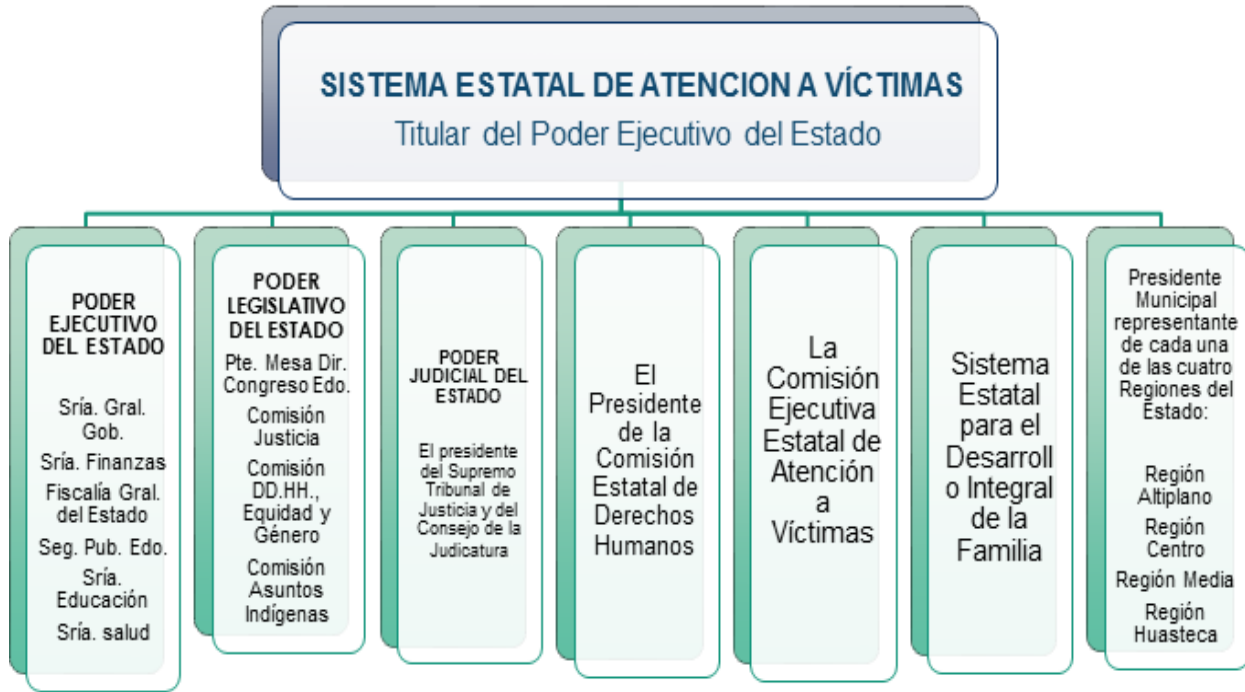 SISTEMA ESTATAL DE ATENCION A VÍCTIMAS
Titular del Poder Ejecutivo del Estado
PODER
EJECUTIVO
DEL ESTADO
Sría. Gral.
Gob.
Sría. Finanzas
Fiscalía Gral.
del Estado
Seg. Pub. Edo.
Sría.
Educación
Sría. salud
PODER
LEGISLATIVO
DEL ESTADO
Pte. Mesa Dir.
Congreso Edo.
Comisión
Justicia
Comisión
DD.HH.,
Equidad y
Género
Comisión
Asuntos
Indígenas
PODER
JUDICIAL DEL
ESTADO
El presidente
del Supremo
Tribunal de
Justicia y del
Consejo de la
Judicatura
El
Presidente
de la
Comisión
Estatal de
Derechos
Humanos
La
Comisión
Ejecutiva
Estatal de
Atención
a
Víctimas
Sistema
Estatal
para el
Desarroll
o Integral
de la
Familia
Presidente
Municipal
representante
de cada una
de las cuatro
Regiones del
Estado:
Región
Altiplano
Región
Centro
Región Media
Región
Huasteca